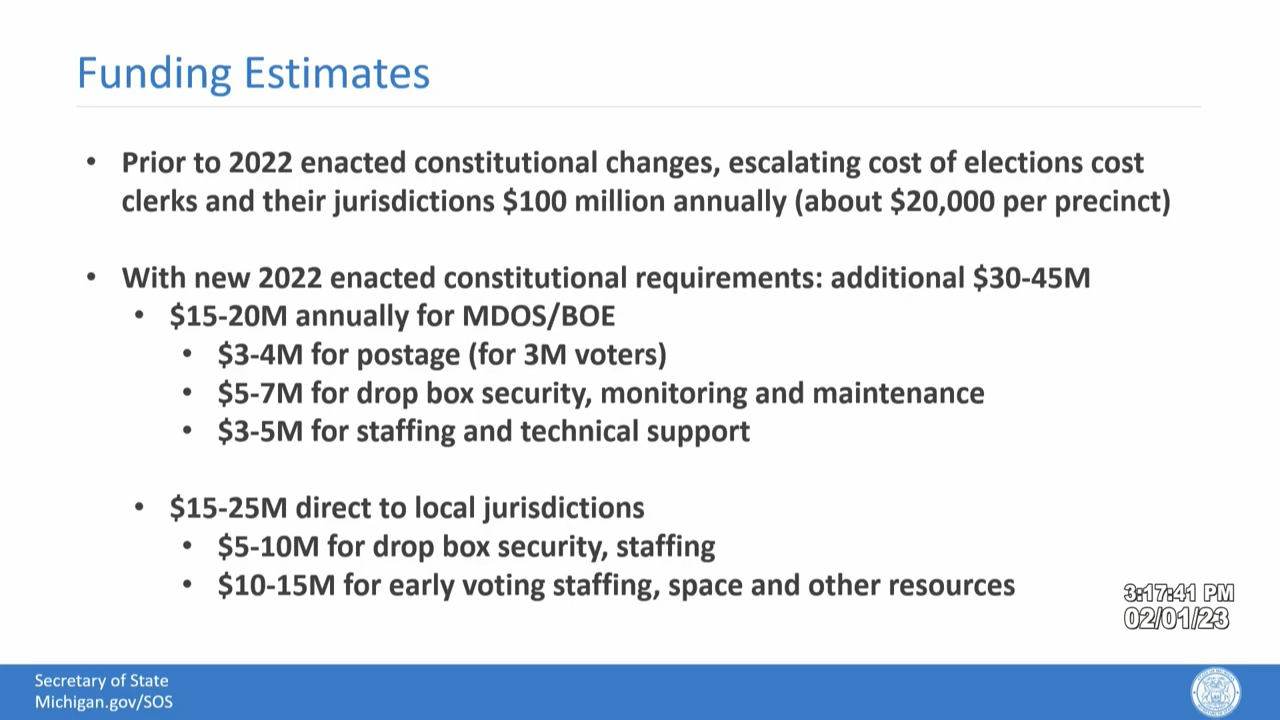 Funding Estimates
• Prior to 2022 enacted constitutional changes, escalating cost of elections cost
clerks and their jurisdictions $100 million annually (about $20,000 per precinct)
• With new 2022 enacted constitutional requirements: additional $30-45M
• $15-20M annually for MDOS/BOE
• $3-4M for postage (for 3M voters)
• $5-7M for drop box security, monitoring and maintenance
• $3-5M for staffing and technical support
• $15-25M direct to local jurisdictions
• $5-10M for drop box security, staffing
• $10-15M for early voting staffing, space and other resources
3:17:41 PM
02/01/23
Secretary of State
Michigan.gov/SOS